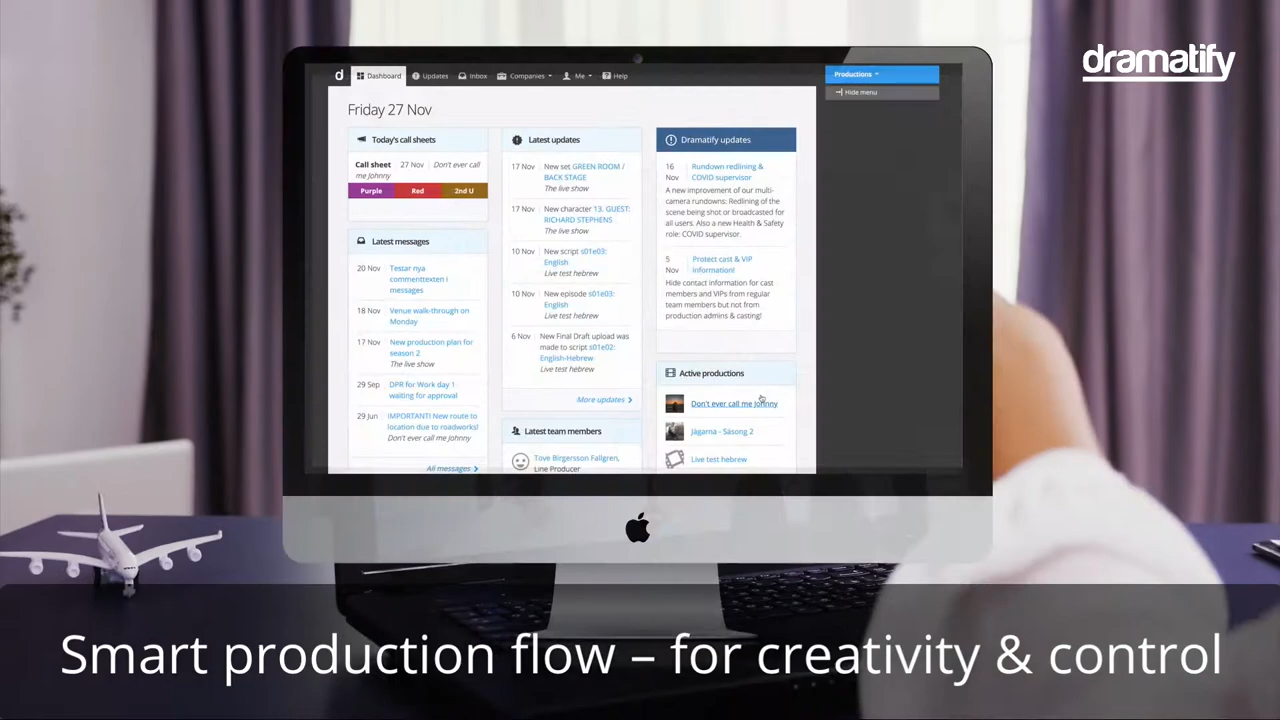 dramatify
d
Dashboard
Updates
Inbox
Companies
Me
Help
Productions
Hide menu
Friday 27 Nov
Today's call sheets
Call sheet 27 Nov Don't ever call
me Johnny
Purple Red 2nd U
Latest messages
20 Nov Testar nya
commenttexten i
messages
18 Nov Venue walk-through on
Monday
17 Nov New production plan for
season 2
The live show
29 Sep DPR for Work day 1
waiting for approval
29 Jun IMPORTANT! New route to
location due to roadworks!
Don't ever call me Johnny
All messages
Latest updates
17 Nov New set GREEN ROOM /
BACK STAGE
The live show
17 Nov New character 13. GUEST:
RICHARD STEPHENS
The live show
10 Nov New script s01e03:
English
Live test hebrew
10 Nov New episode s01e03:
English
Live test hebrew
6 Nov New Final Draft upload was
made to script s01e02:
English-Hebrew
Live test hebrew
More updates
Latest team members
Tove Birgersson Fallgren,
Line Producer
Dramatify updates
16 Rundown redlining &
Nov COVID supervisor
A new improvement of our multi-
camera rundowns: Redlining of the
scene being shot or broadcasted for
all users. Also a new Health & Safety
role: COVID supervisor.
5 Protect cast & VIP
Nov information!
Hide contact information for cast
members and VIPs from regular
team members but not from
production admins & casting!
Active productions
Don't ever call me Johnny
Jägarna - Säsong 2
Live test hebrew
Smart production flow – for creativity & control